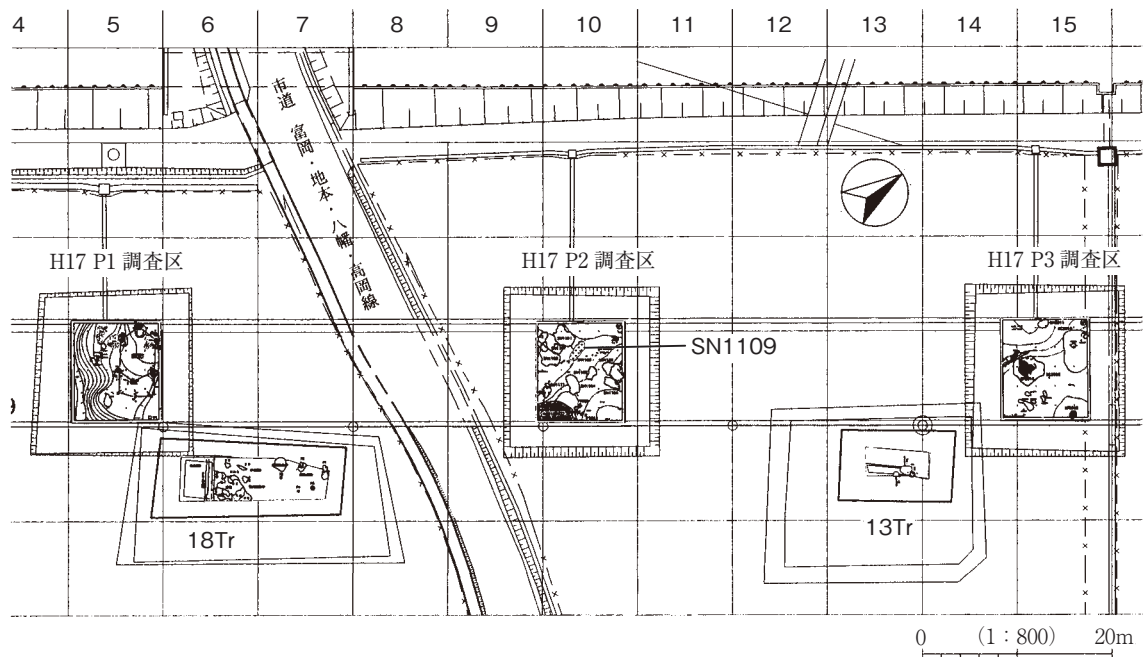 4 5 6 7 8 9 10 11 12 13 14 15
市道 富岡・地本・八幡・高岡線
H17 P1 調査区
H17 P2 調査区
H17 P3 調査区
SN1109
18Tr
13Tr
0 (1：800) 20m